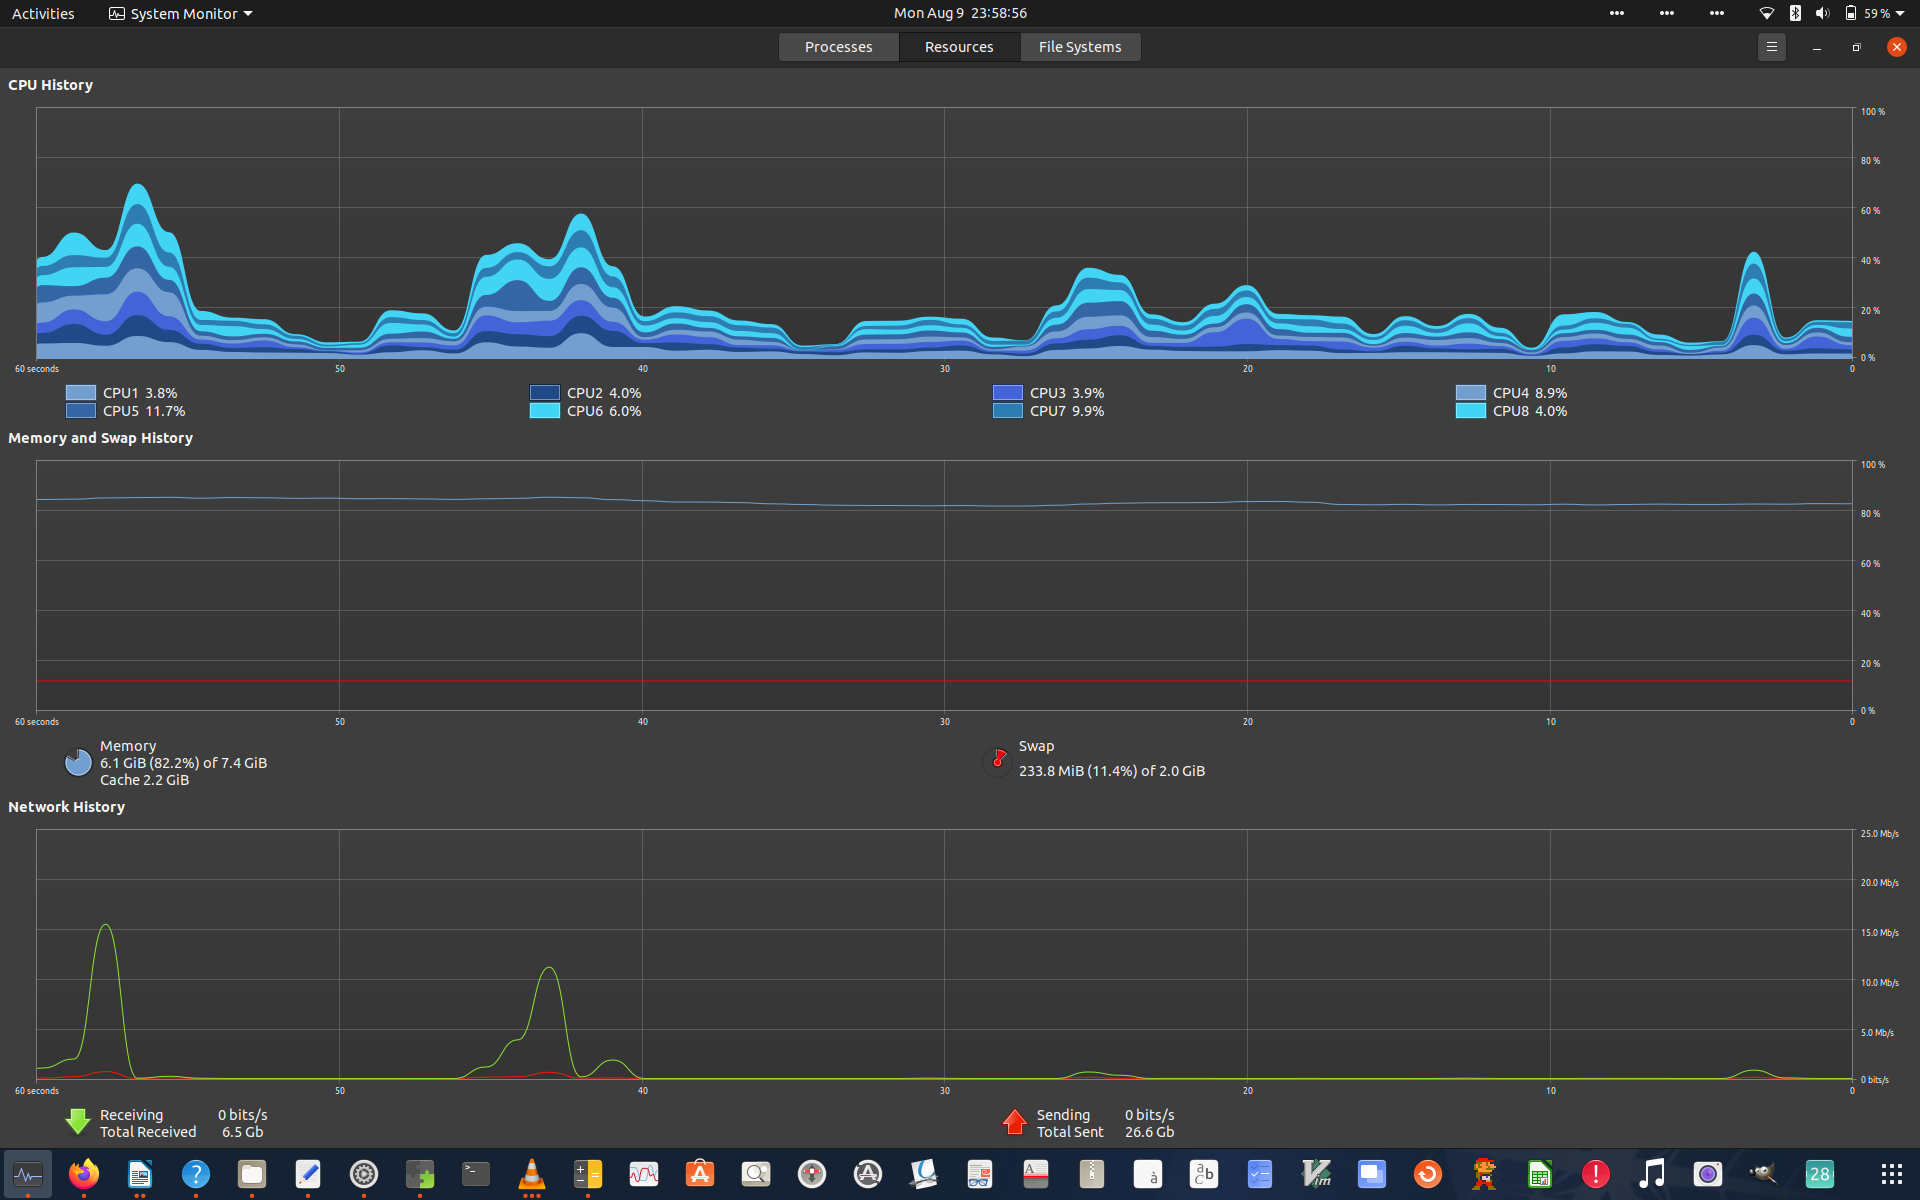 Activities System Monitor Mon Aug 9 23:58:56 59 %
Processes Resources File Systems
CPU History
100 %
80 %
60 %
40 %
20 %
0 %
60 seconds 50 40 30 20 10 0
CPU1 3.8% CPU2 4.0% CPU3 3.9% CPU4 8.9%
CPU5 11.7% CPU6 6.0% CPU7 9.9% CPU8 4.0%
Memory and Swap History
100 %
80 %
60 %
40 %
20 %
0 %
60 seconds 50 40 30 20 10 0
Memory
6.1 GiB (82.2%) of 7.4 GiB
Cache 2.2 GiB
Swap
233.8 MiB (11.4%) of 2.0 GiB
Network History
25.0 Mb/s
20.0 Mb/s
15.0 Mb/s
10.0 Mb/s
5.0 Mb/s
0 bits/s
60 seconds 50 40 30 20 10 0
Receiving 0 bits/s
Total Received 6.5 Gb
Sending 0 bits/s
Total Sent 26.6 Gb
? >_ A à a b c Vim ! 28